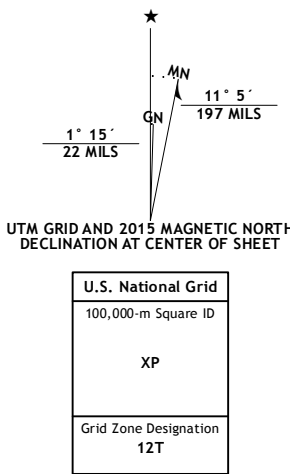 MN
GN
11° 5´
197 MILS
1° 15´
22 MILS
UTM GRID AND 2015 MAGNETIC NORTH
DECLINATION AT CENTER OF SHEET
U.S. National Grid
100,000-m Square ID
XP
Grid Zone Designation
12T